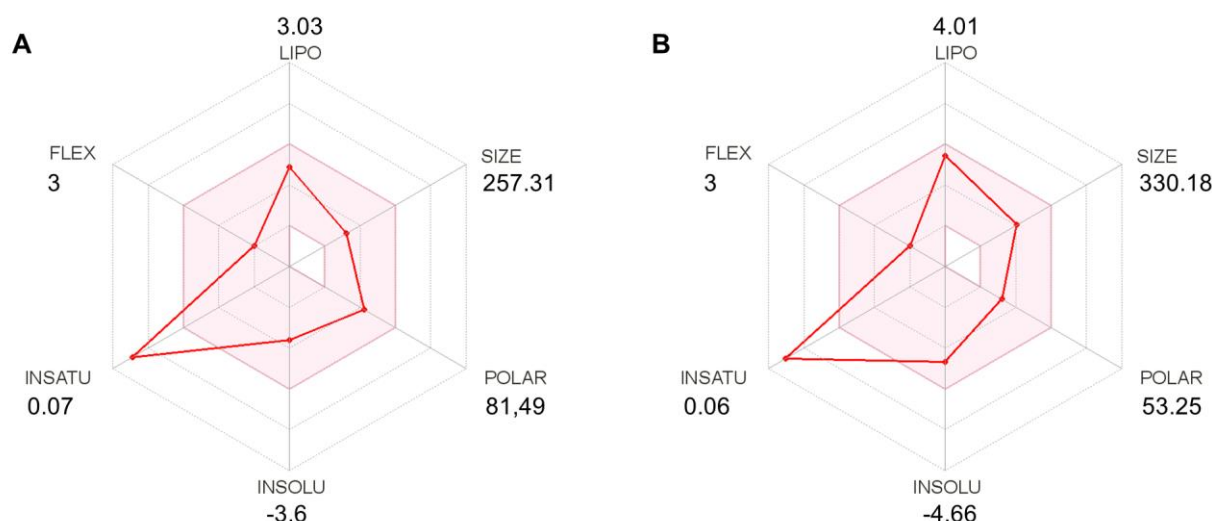 A
3.03
LIPO
FLEX
3
SIZE
257.31
INSATU
0.07
POLAR
81,49
INSOLU
-3.6
B
4.01
LIPO
FLEX
3
SIZE
330.18
INSATU
0.06
POLAR
53.25
INSOLU
-4.66